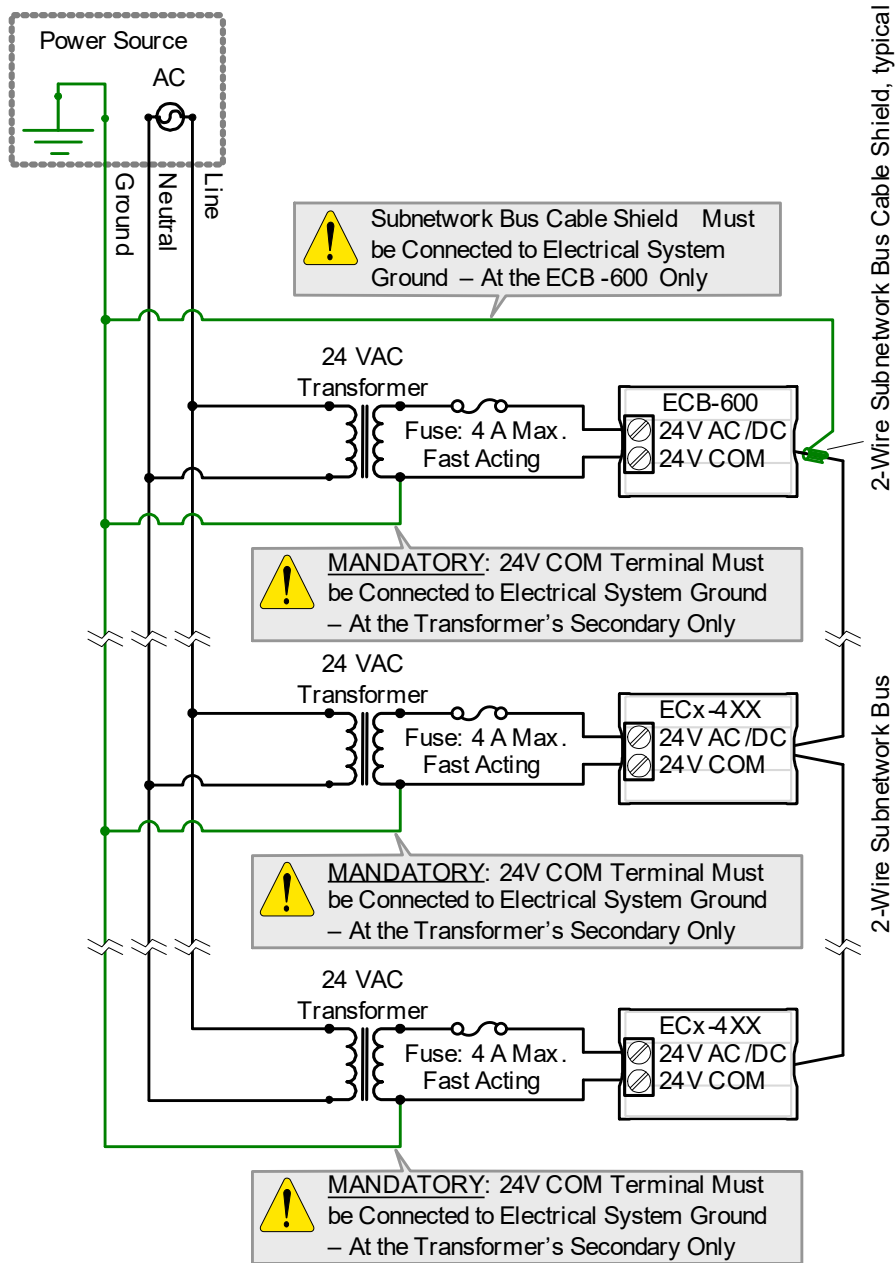 Power Source
AC
Ground
Neutral
Line
2-Wire Subnetwork Bus Cable Shield, typical
Subnetwork Bus Cable Shield Must
be Connected to Electrical System
Ground – At the ECB -600 Only
24 VAC
Transformer
Fuse: 4 A Max.
Fast Acting
ECB-600
24V AC/DC
24V COM
MANDATORY: 24V COM Terminal Must
be Connected to Electrical System Ground
– At the Transformer's Secondary Only
24 VAC
Transformer
Fuse: 4 A Max.
Fast Acting
ECx-4XX
24V AC/DC
24V COM
2-Wire Subnetwork Bus
MANDATORY: 24V COM Terminal Must
be Connected to Electrical System Ground
– At the Transformer's Secondary Only
24 VAC
Transformer
Fuse: 4 A Max.
Fast Acting
ECx-4XX
24V AC/DC
24V COM
MANDATORY: 24V COM Terminal Must
be Connected to Electrical System Ground
– At the Transformer's Secondary Only